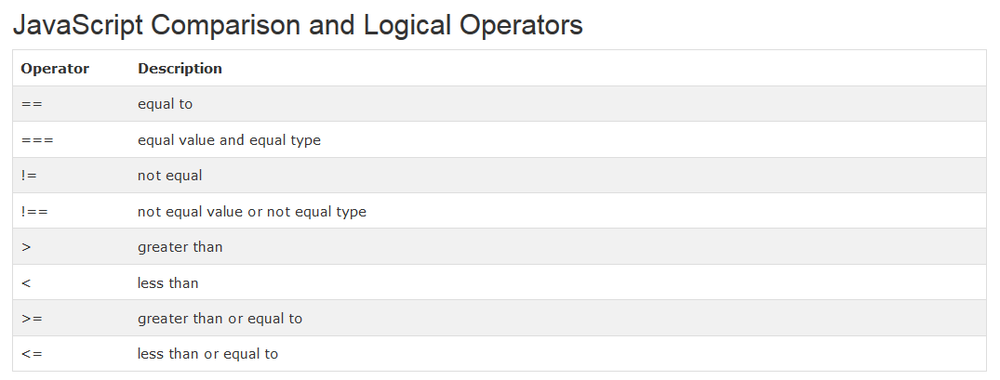 JavaScript Comparison and Logical Operators
Operator Description
== equal to
=== equal value and equal type
!= not equal
!== not equal value or not equal type
> greater than
< less than
>= greater than or equal to
<= less than or equal to